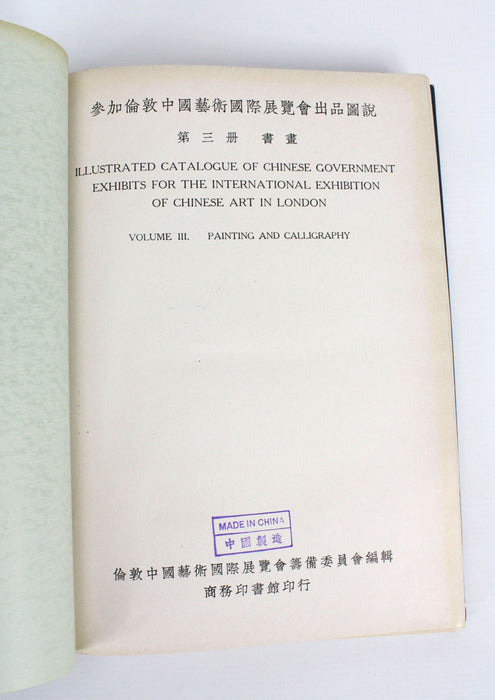 參加倫敦中國藝術國際展覽會出品圖說
第三册 書畫
ILLUSTRATED CATALOGUE OF CHINESE GOVERNMENT
EXHIBITS FOR THE INTERNATIONAL EXHIBITION
OF CHINESE ART IN LONDON
VOLUME III. PAINTING AND CALLIGRAPHY
MADE IN CHINA
中國製造
倫敦中國藝術國際展覽會籌備委員會編輯
商務印書館印行